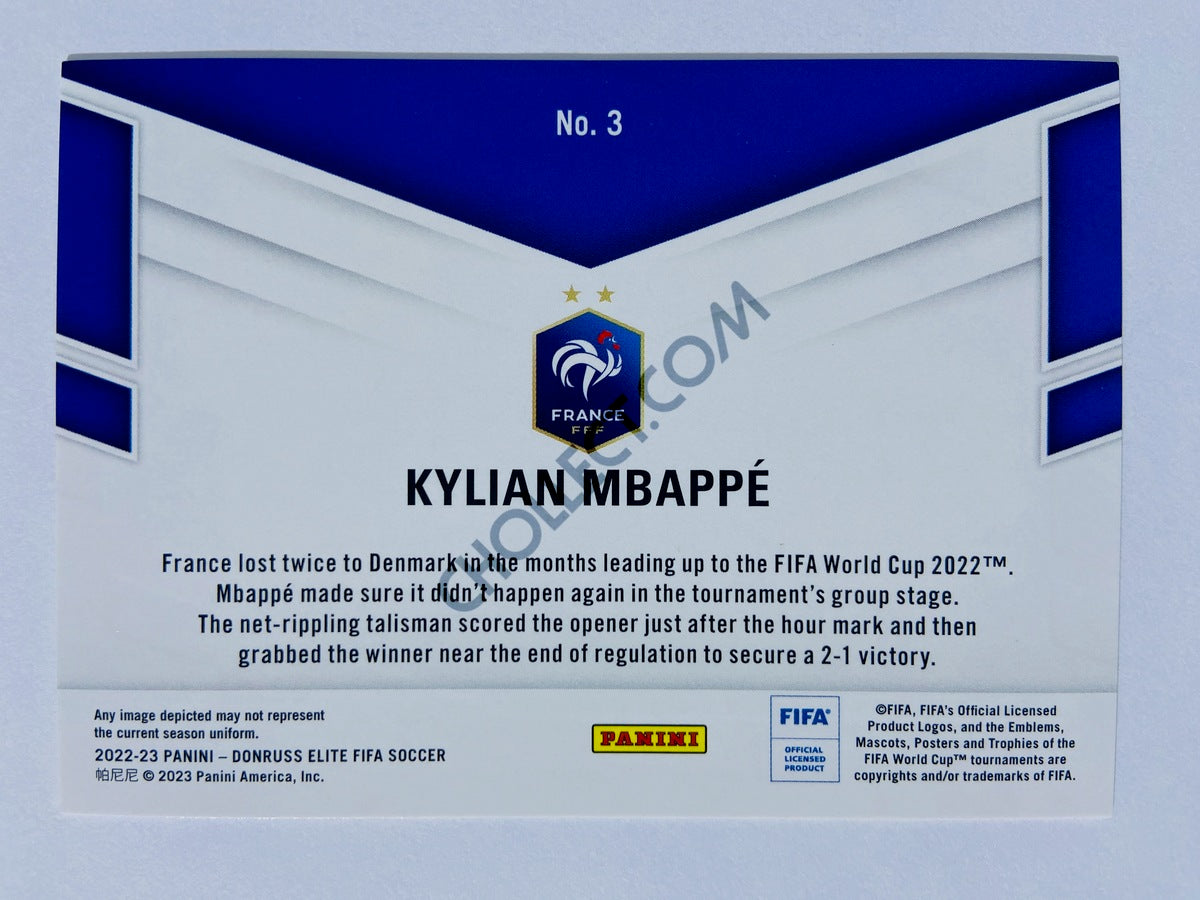 No. 3
FRANCE
FFF
KYLIAN MBAPPÉ
France lost twice to Denmark in the months leading up to the FIFA World Cup 2022™.
Mbappé made sure it didn't happen again in the tournament's group stage.
The net-rippling talisman scored the opener just after the hour mark and then
grabbed the winner near the end of regulation to secure a 2-1 victory.
CHOLLECT.COM
Any image depicted may not represent
the current season uniform.
2022-23 PANINI – DONRUSS ELITE FIFA SOCCER
帕尼尼 © 2023 Panini America, Inc.
PANINI
FIFA®
OFFICIAL
LICENSED
PRODUCT
©FIFA, FIFA's Official Licensed
Product Logos, and the Emblems,
Mascots, Posters and Trophies of the
FIFA World Cup™ tournaments are
copyrights and/or trademarks of FIFA.